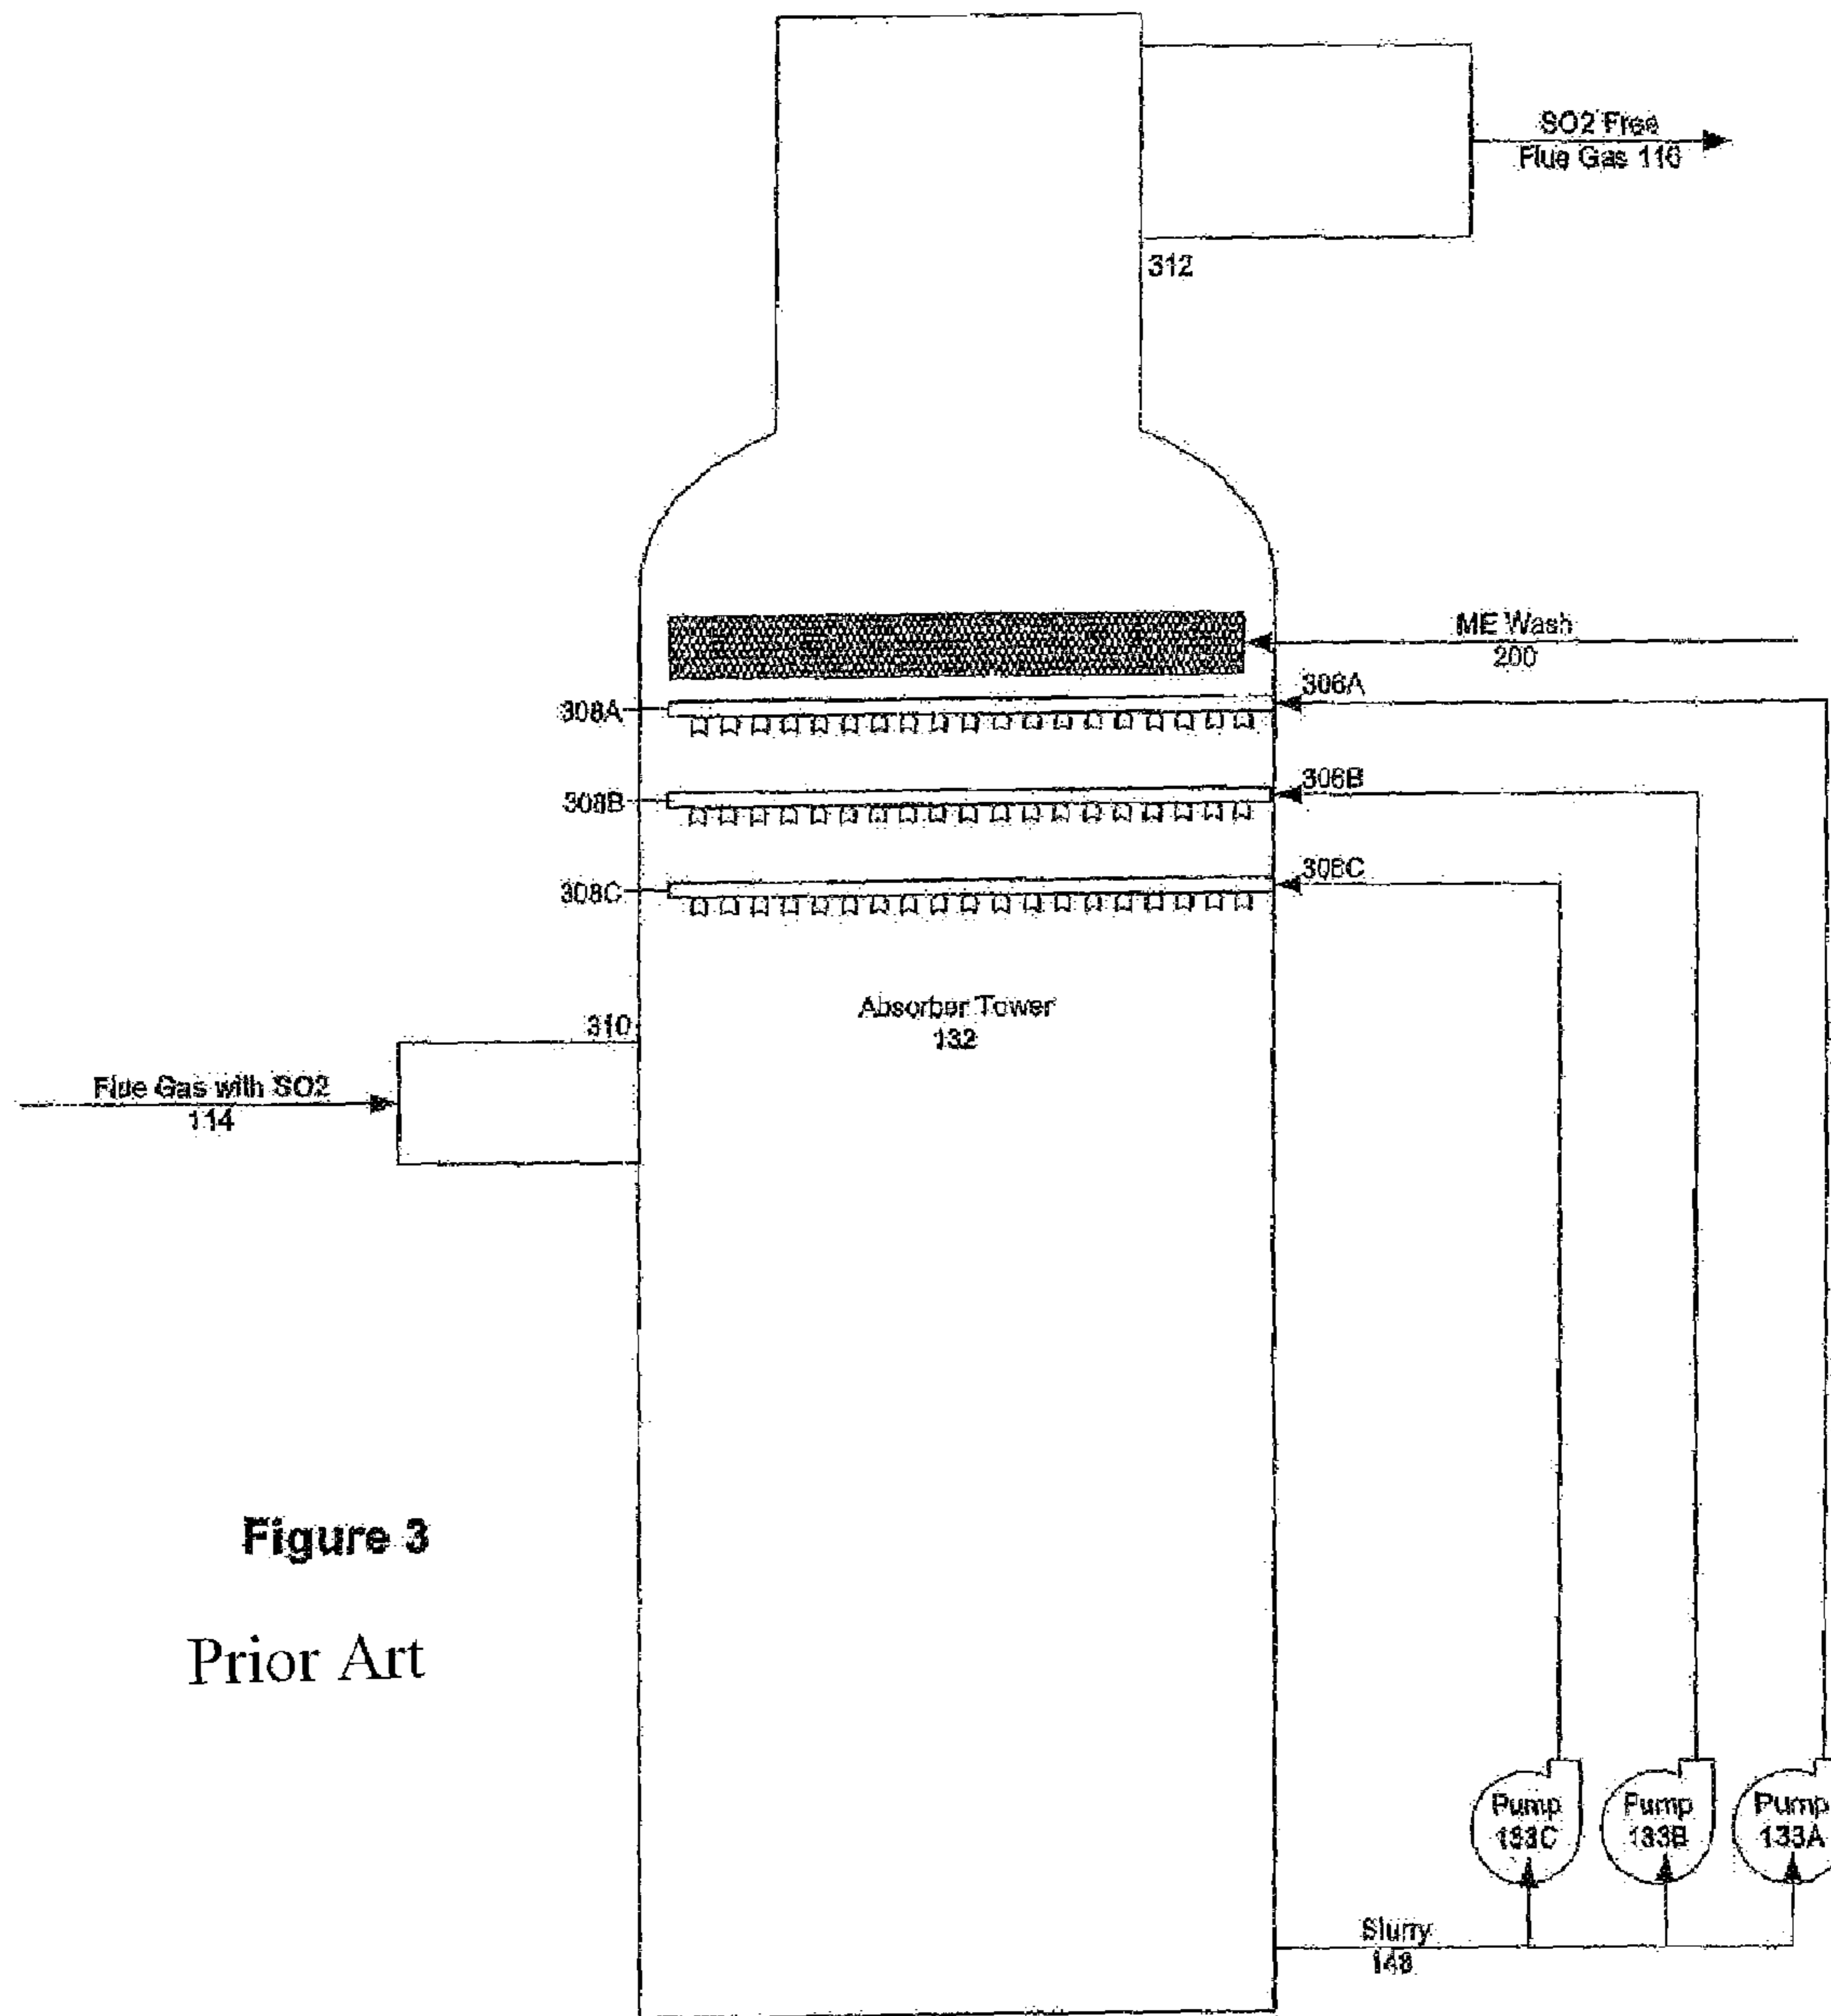 SO2 Free
Flue Gas 116
312
ME Wash
200
308A
306A
308B
306B
308C
306C
Absorber Tower
132
310
Flue Gas with SO2
114
Figure 3
Prior Art
Pump
133C
Pump
133B
Pump
133A
Slurry
148